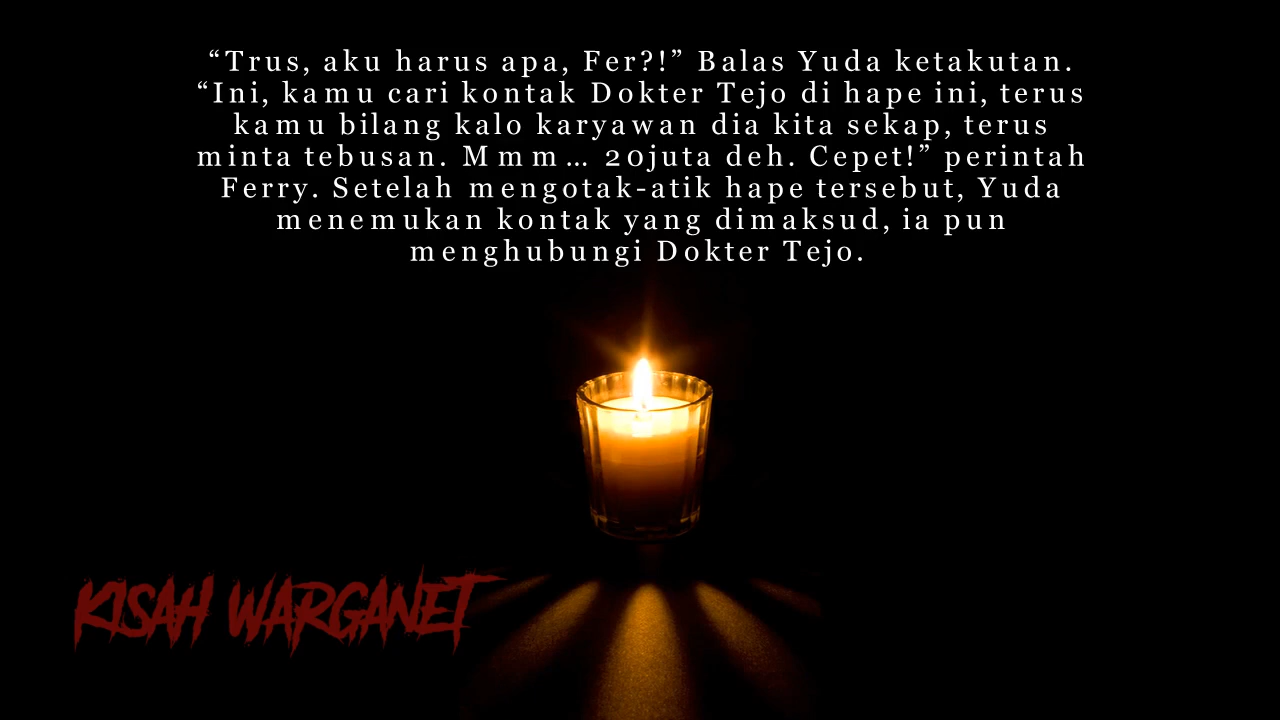 “Trus, aku harus apa, Fer?!” Balas Yuda ketakutan.
“Ini, kamu cari kontak Dokter Tejo di hape ini, terus
kamu bilang kalo karyawan dia kita sekap, terus
minta tebusan. Mmm... 20juta deh. Cepet!” perintah
Ferry. Setelah mengotak-atik hape tersebut, Yuda
menemukan kontak yang dimaksud, ia pun
menghubungi Dokter Tejo.
KISAH WARGANET